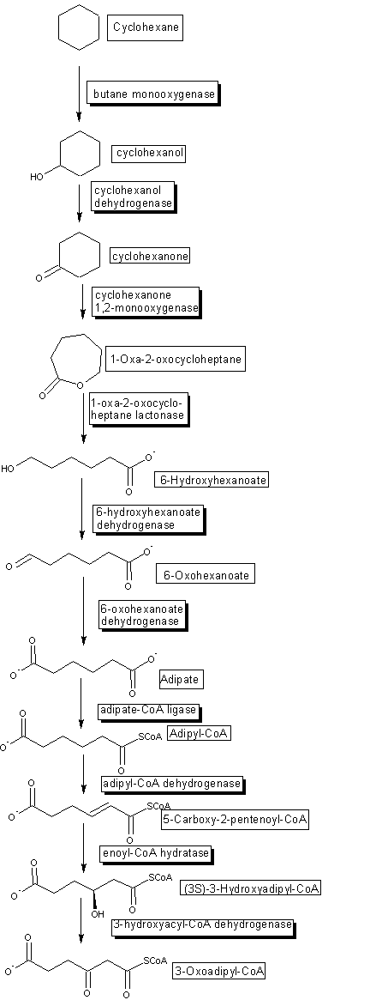 Cyclohexane
butane monooxygenase
cyclohexanol
HO
cyclohexanol
dehydrogenase
cyclohexanone
O
cyclohexanone
1,2-monooxygenase
1-Oxa-2-oxocycloheptane
O
O
1-oxa-2-oxocyclo-
heptane lactonase
HO
O-
O
6-Hydroxyhexanoate
6-hydroxyhexanoate
dehydrogenase
O
O-
O
6-Oxohexanoate
6-oxohexanoate
dehydrogenase
O
O-
O-
O
Adipate
adipate-CoA ligase
O
SCoA
Adipyl-CoA
O-
O
adipyl-CoA dehydrogenase
O
SCoA
O-
O
5-Carboxy-2-pentenoyl-CoA
enoyl-CoA hydratase
O
SCoA
(3S)-3-Hydroxyadipyl-CoA
O-
O
OH
3-hydroxyacyl-CoA dehydrogenase
O
SCoA
O-
3-Oxoadipyl-CoA
O
O